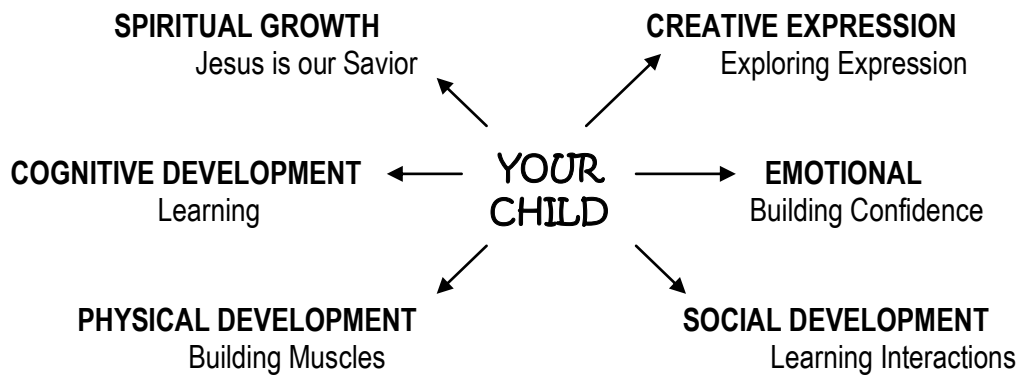 SPIRITUAL GROWTH
Jesus is our Savior
CREATIVE EXPRESSION
Exploring Expression
COGNITIVE DEVELOPMENT
Learning
YOUR
CHILD
EMOTIONAL
Building Confidence
PHYSICAL DEVELOPMENT
Building Muscles
SOCIAL DEVELOPMENT
Learning Interactions